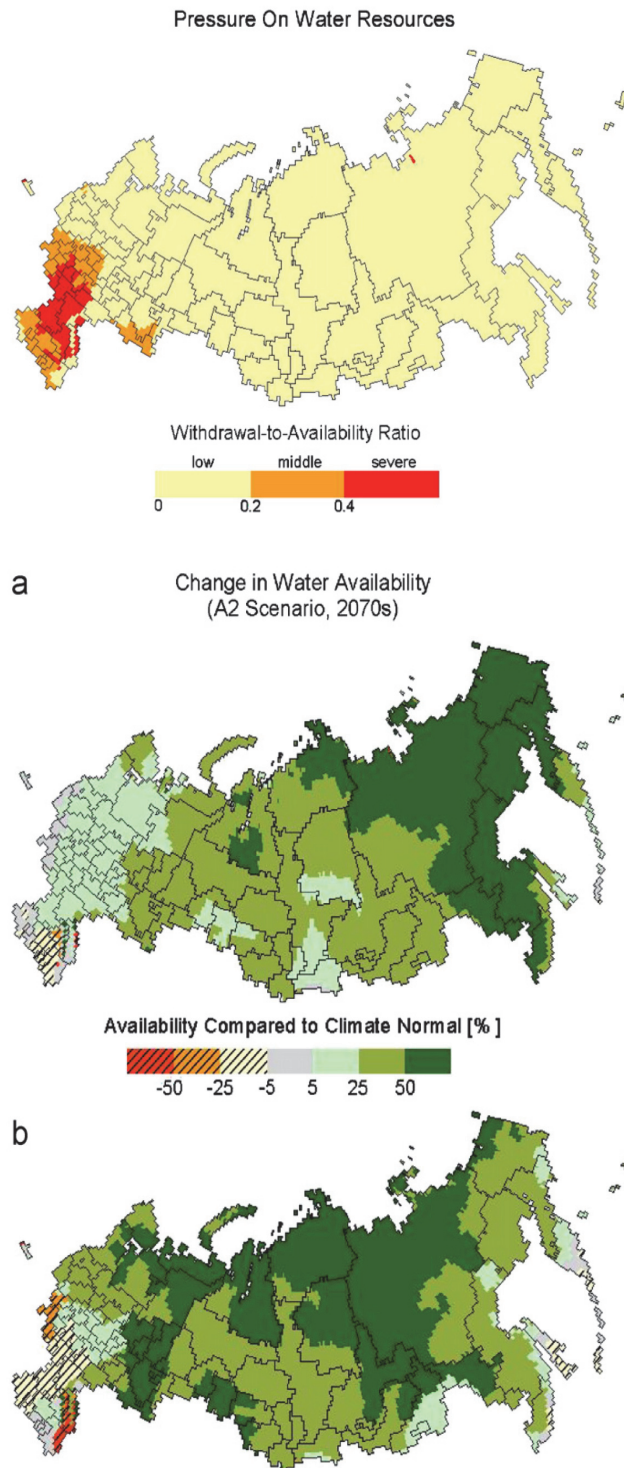 Pressure On Water Resources
Withdrawal-to-Availability Ratio
low middle severe
0 0.2 0.4
a
Change in Water Availability
(A2 Scenario, 2070s)
Availability Compared to Climate Normal [% ]
-50 -25 -5 5 25 50
b